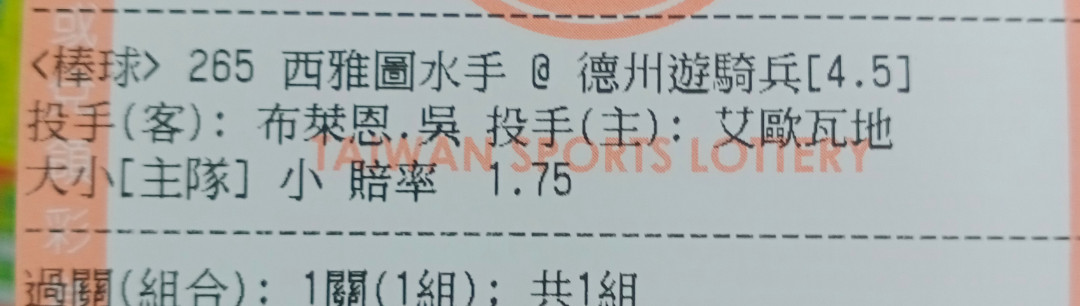 <棒球> 265 西雅圖水手 @ 德州遊騎兵[4.5]
投手(客): 布萊恩.吳 投手(主): 艾歐瓦地
TAIWAN SPORTS LOTTERY
大小[主隊] 小 賠率 1.75
過關(組合): 1關(1組); 共1組